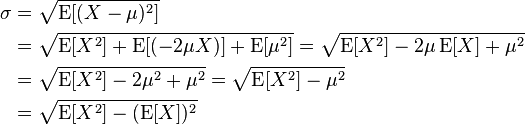 σ = √E[(X − μ)²]
= √E[X²] + E[(−2μX)] + E[μ²] = √E[X²] − 2μ E[X] + μ²
= √E[X²] − 2μ² + μ² = √E[X²] − μ²
= √E[X²] − (E[X])²